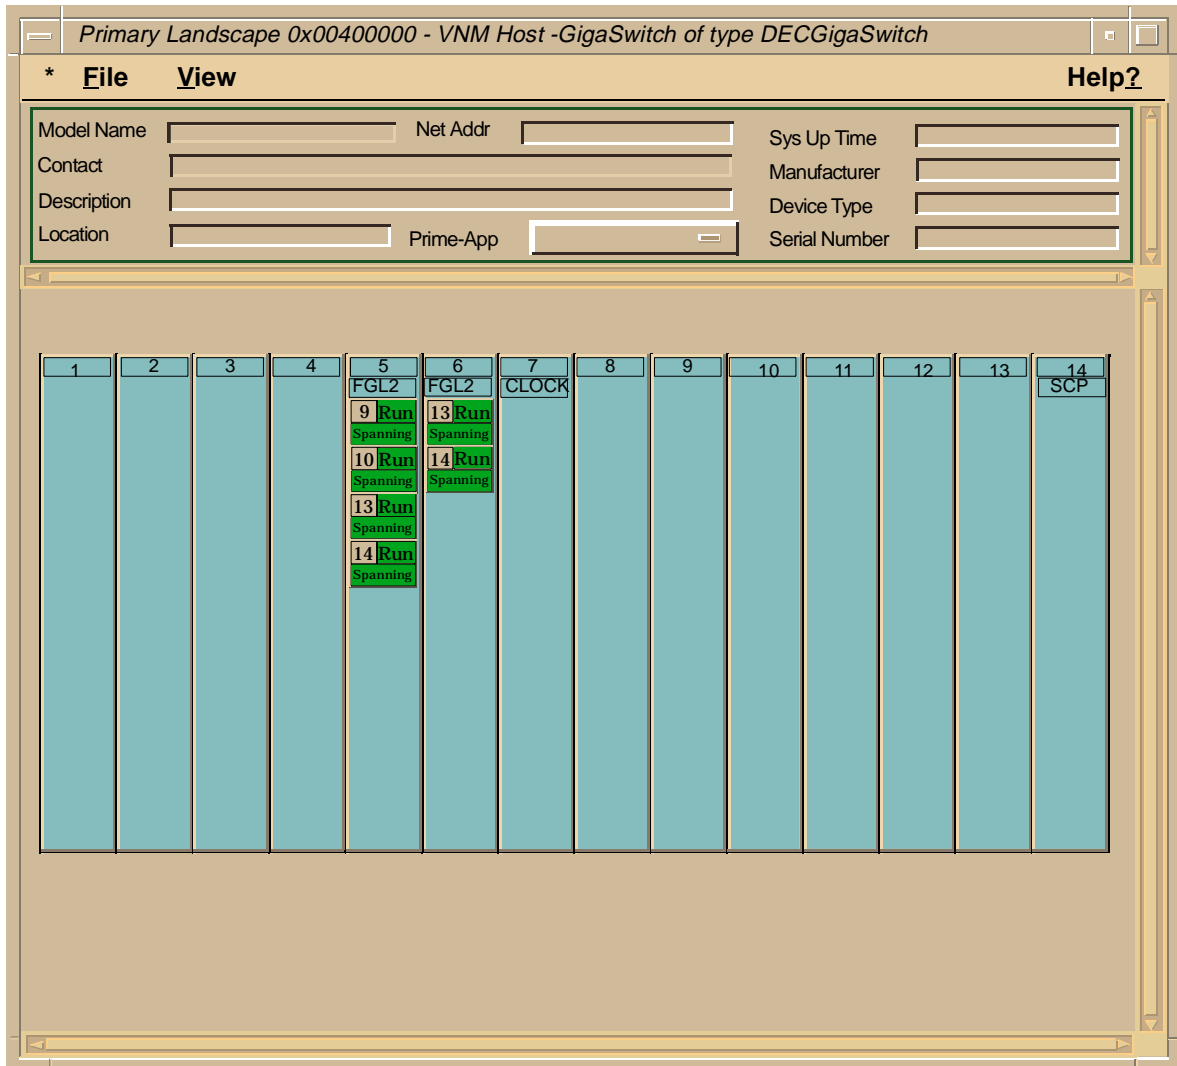 Primary Landscape 0x00400000 - VNM Host -GigaSwitch of type DECGigaSwitch
* File View Help?
Model Name Net Addr Sys Up Time
Contact Manufacturer
Description Device Type
Location Prime-App Serial Number
1 2 3 4 5 6 7 8 9 10 11 12 13 14
FGL2 FGL2 CLOCK SCP
9 Run 13 Run
Spanning Spanning
10 Run 14 Run
Spanning Spanning
13 Run
Spanning
14 Run
Spanning